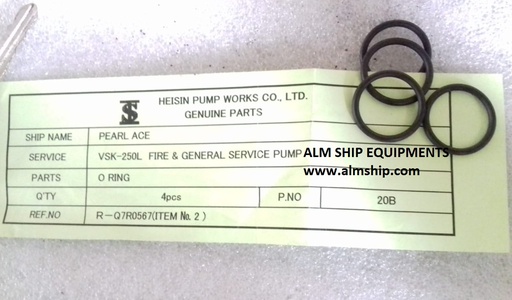 HEISIN PUMP WORKS CO., LTD.
GENUINE PARTS
SHIP NAME PEARL ACE
SERVICE VSK-250L FIRE & GENERAL SERVICE PUMP
PARTS O RING
Q'TY 4pcs P.NO 20B
REF.NO R-Q7R0567(ITEM No. 2)
ALM SHIP EQUIPMENTS
www.almship.com